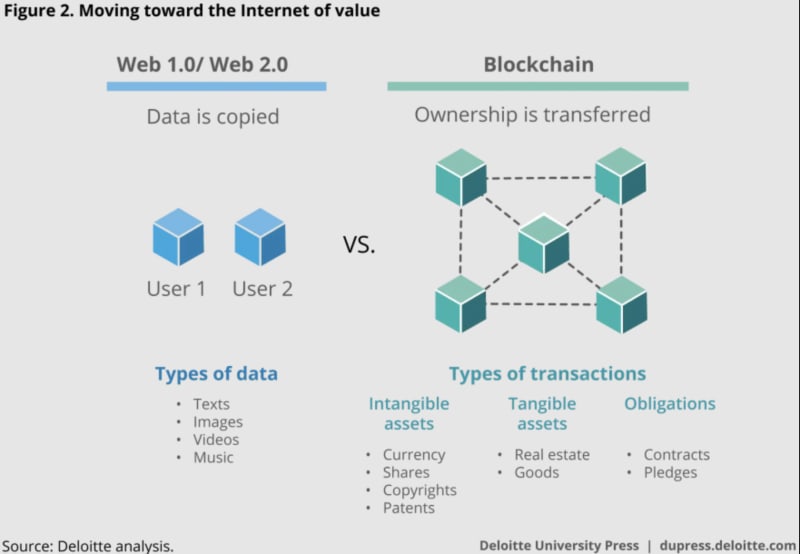 Figure 2. Moving toward the Internet of value
Web 1.0/ Web 2.0
Data is copied
User 1 User 2
Types of data
• Texts
• Images
• Videos
• Music
VS.
Blockchain
Ownership is transferred
Types of transactions
Intangible
assets
• Currency
• Shares
• Copyrights
• Patents
Tangible
assets
• Real estate
• Goods
Obligations
• Contracts
• Pledges
Source: Deloitte analysis.
Deloitte University Press | dupress.deloitte.com